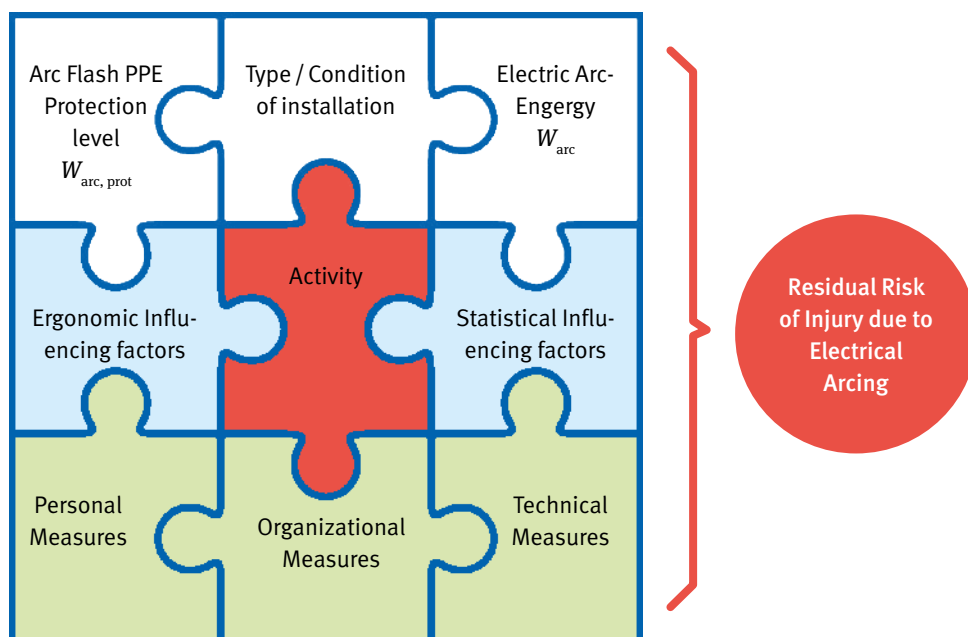 Arc Flash PPE
Protection
level
W arc, prot
Type / Condition
of installation
Electric Arc-
Engergy
W arc
Ergonomic Influ-
encing factors
Activity
Statistical Influ-
encing factors
Personal
Measures
Organizational
Measures
Technical
Measures
Residual Risk
of Injury due to
Electrical
Arcing